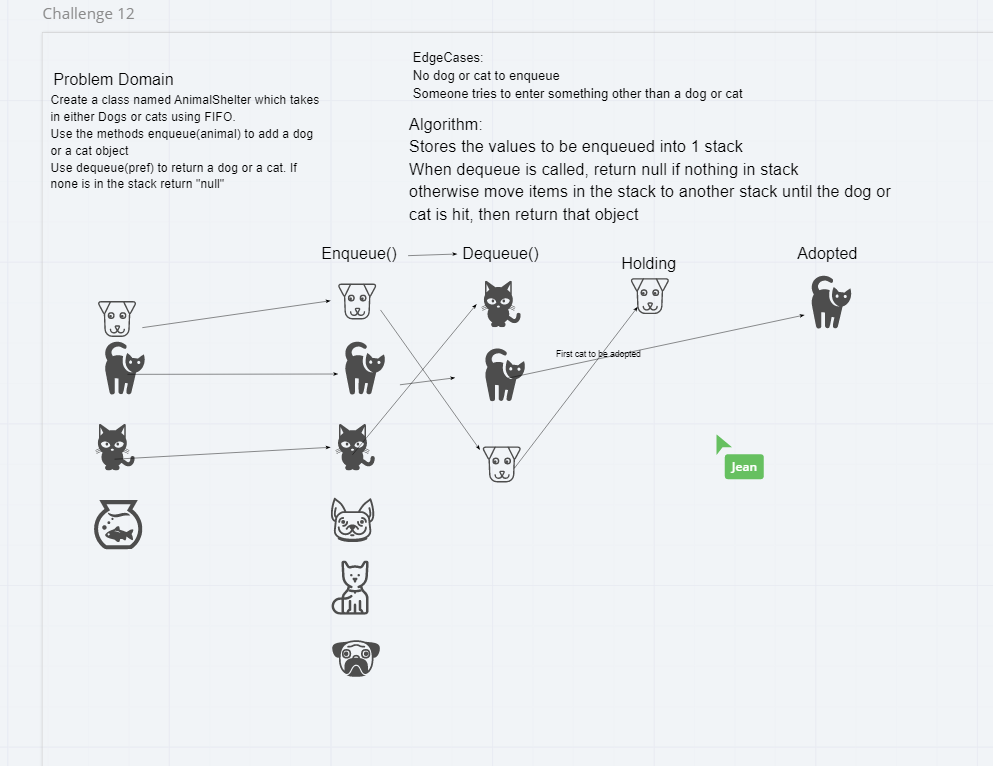 Challenge 12
Problem Domain
Create a class named AnimalShelter which takes
in either Dogs or cats using FIFO.
Use the methods enqueue(animal) to add a dog
or a cat object
Use dequeue(pref) to return a dog or a cat. If
none is in the stack return "null"
EdgeCases:
No dog or cat to enqueue
Someone tries to enter something other than a dog or cat
Algorithm:
Stores the values to be enqueued into 1 stack
When dequeue is called, return null if nothing in stack
otherwise move items in the stack to another stack until the dog or
cat is hit, then return that object
Enqueue()
Dequeue()
Holding
Adopted
First cat to be adopted
Jean